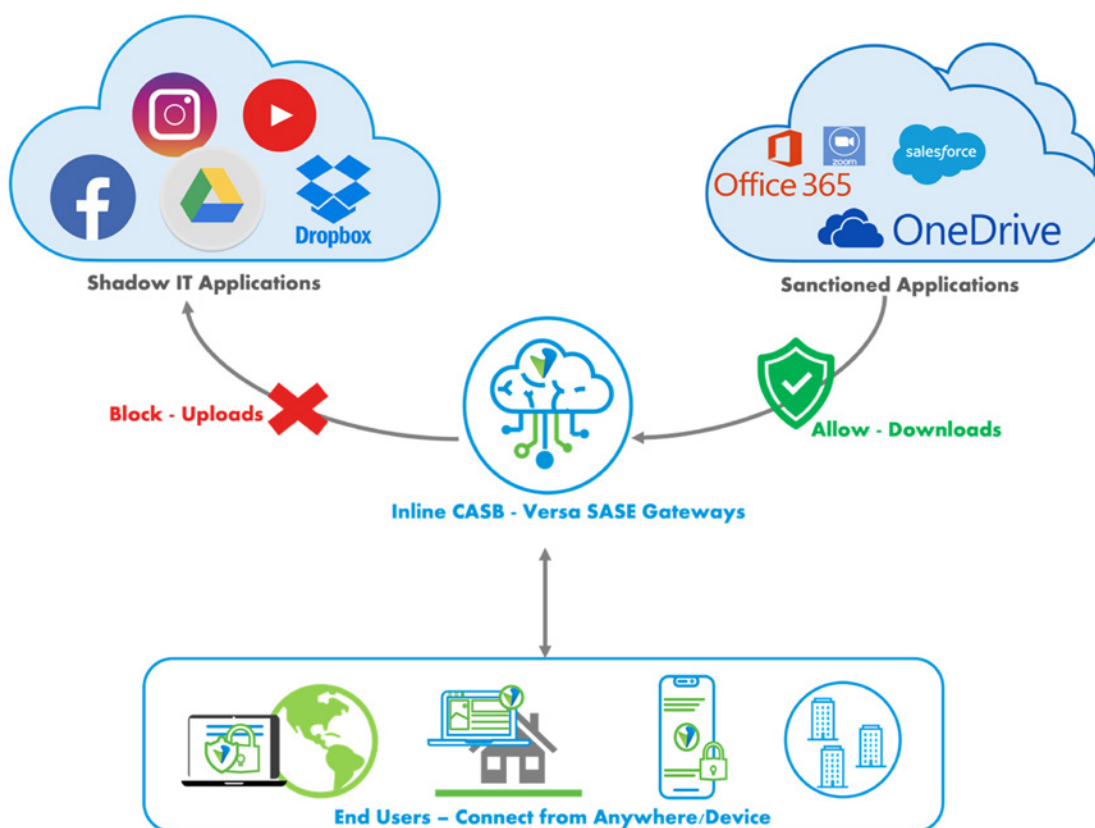 Dropbox
Shadow IT Applications
Office 365
zoom
salesforce
OneDrive
Sanctioned Applications
Block - Uploads
Allow - Downloads
Inline CASB - Versa SASE Gateways
End Users – Connect from Anywhere/Device